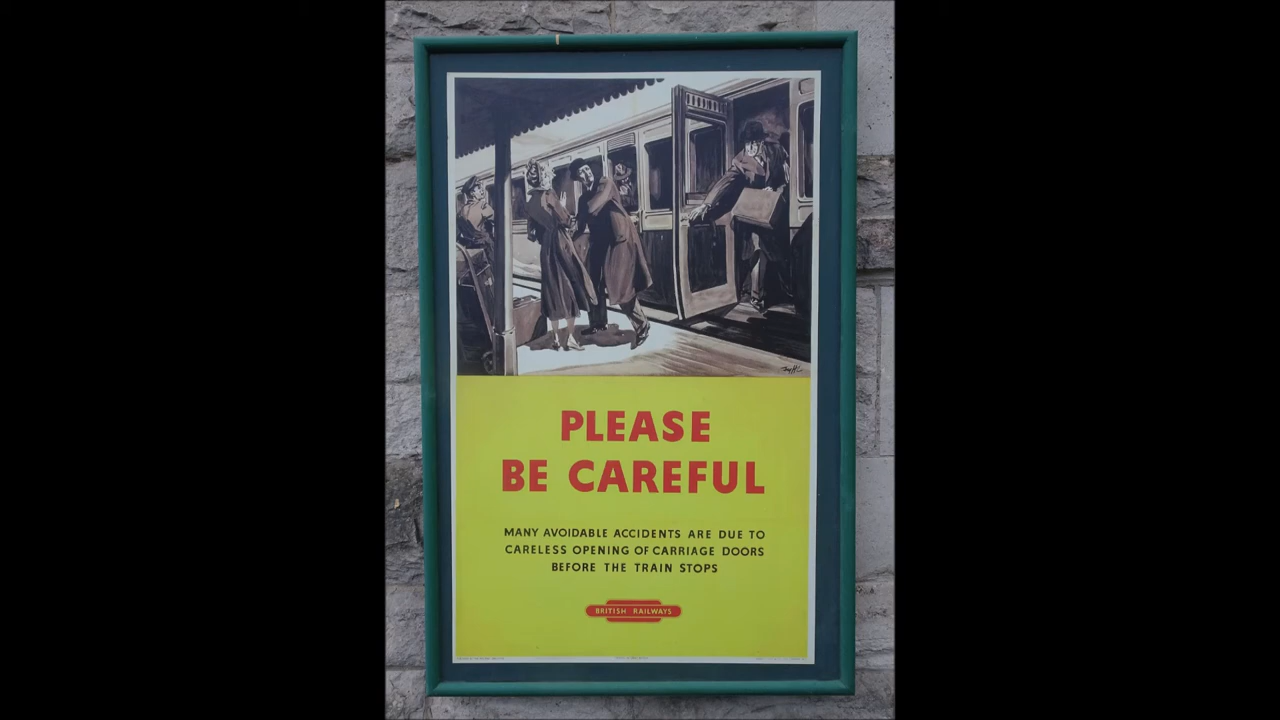 PLEASE
BE CAREFUL
MANY AVOIDABLE ACCIDENTS ARE DUE TO
CARELESS OPENING OF CARRIAGE DOORS
BEFORE THE TRAIN STOPS
BRITISH RAILWAYS